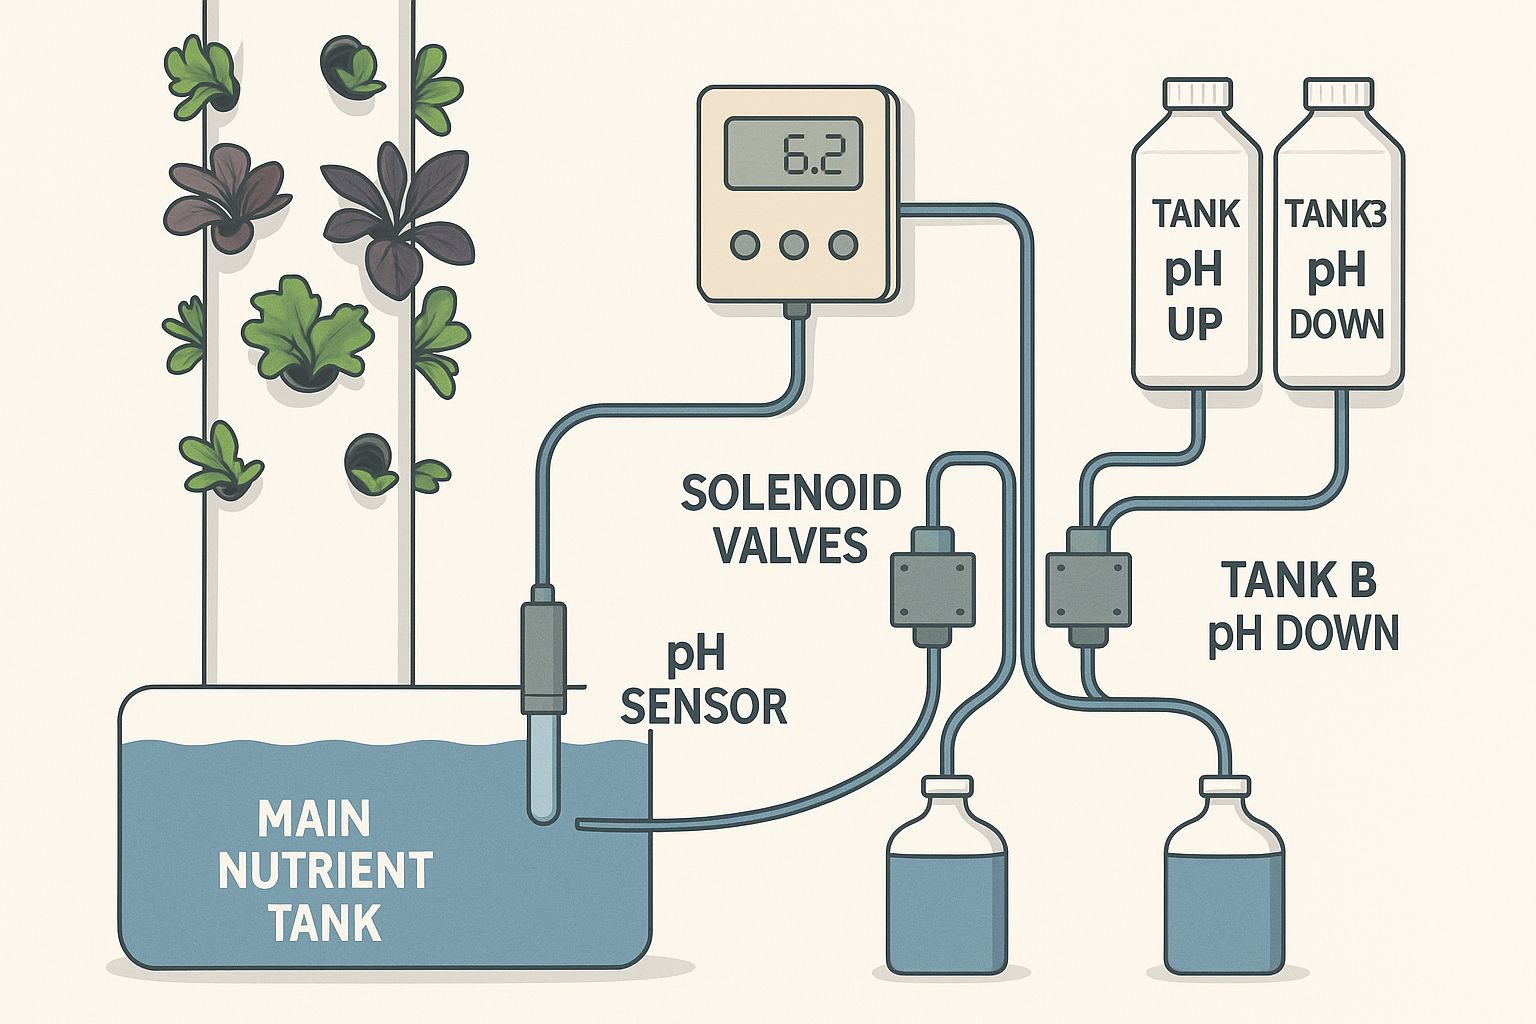 6.2
TANK
pH
UP
TANK3
pH
DOWN
SOLENOID
VALVES
TANK B
pH DOWN
pH
SENSOR
MAIN
NUTRIENT
TANK